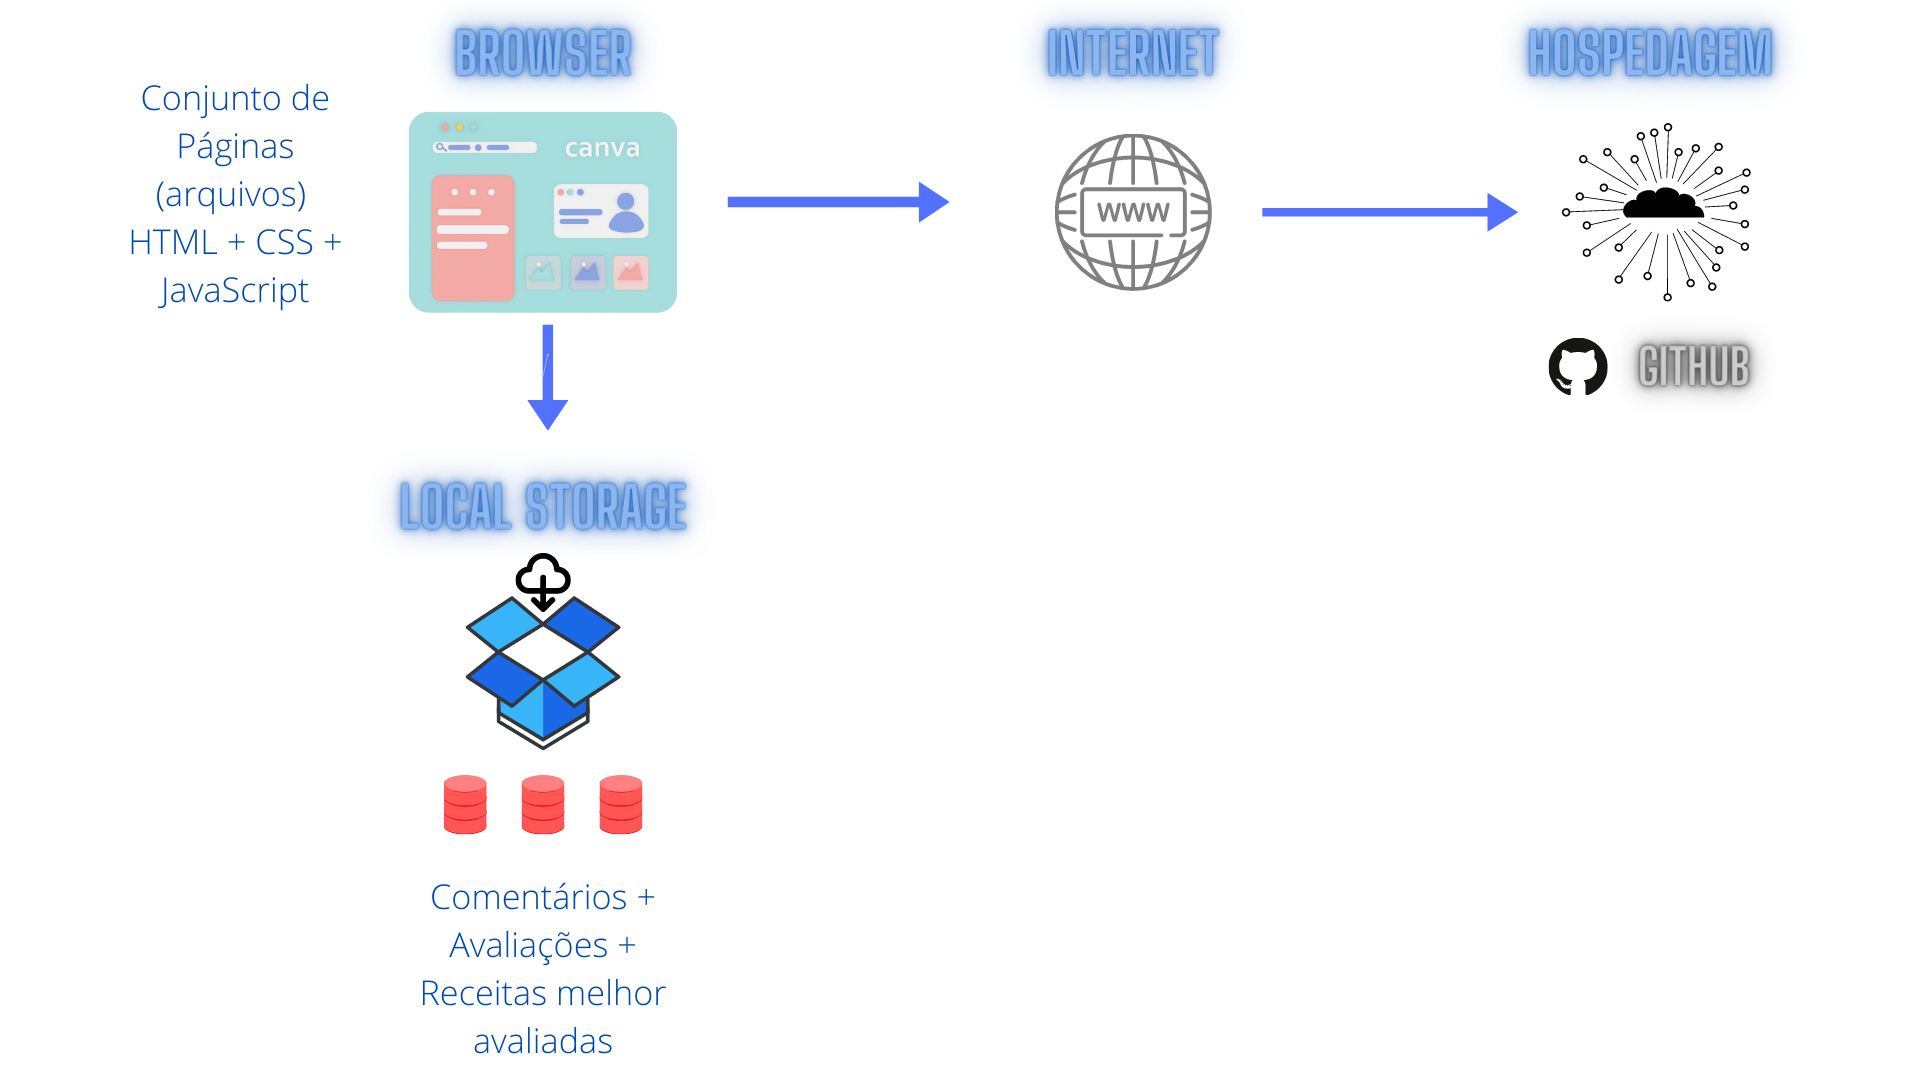 BROWSER
INTERNET
HOSPEDAGEM
Conjunto de
Páginas
(arquivos)
HTML + CSS +
JavaScript
canva
WWW
GITHUB
LOCAL STORAGE
Comentários +
Avaliações +
Receitas melhor
avaliadas